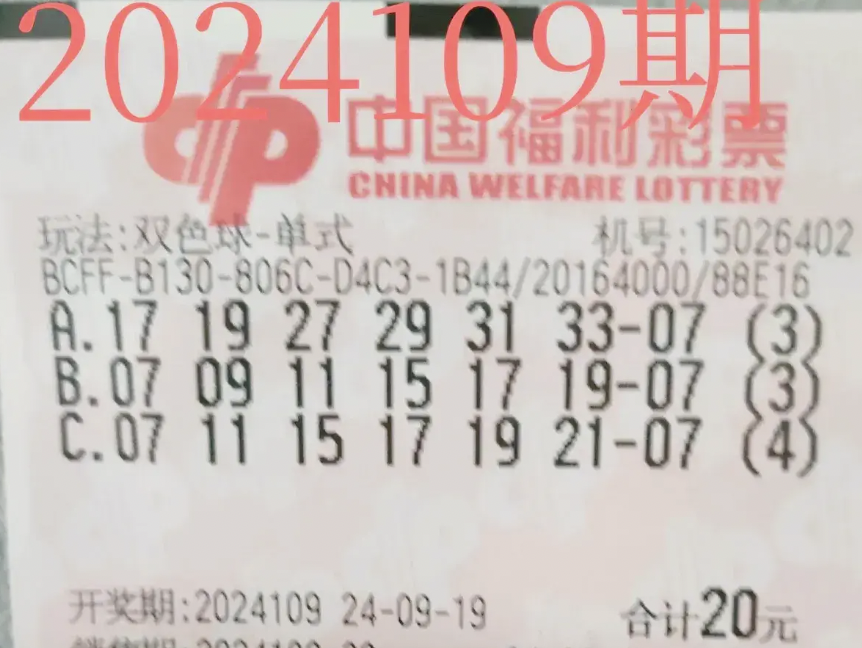 2024109期
中国福利彩票
CHINA WELFARE LOTTERY
玩法:双色球-单式 机号:15026402
BCFF-B130-806C-D4C3-1B44/20164000/88E16
A.17 19 27 29 31 33-07 (3)
B.07 09 11 15 17 19-07 (3)
C.07 11 15 17 19 21-07 (4)
开奖期:2024109 24-09-19 合计20元